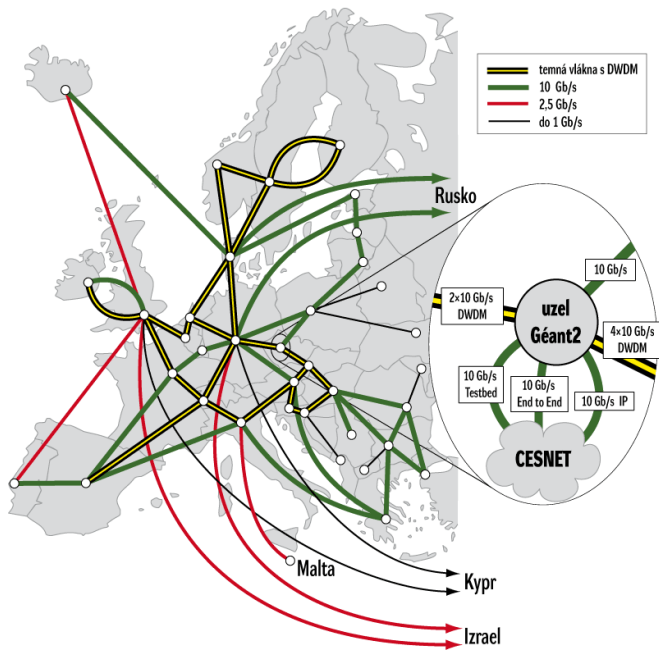 temná vlákna s DWDM
10 Gb/s
2,5 Gb/s
do 1 Gb/s
Rusko
10 Gb/s
2×10 Gb/s
DWDM
uzel
Géant2
4×10 Gb/s
DWDM
10 Gb/s
Testbed
10 Gb/s
End to End
10 Gb/s IP
CESNET
Malta
Kypr
Izrael